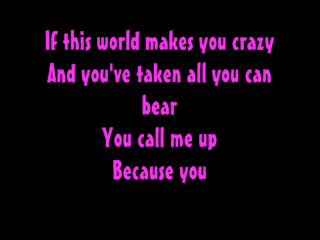 If this world makes you crazy
And you've taken all you can
bear
You call me up
Because you